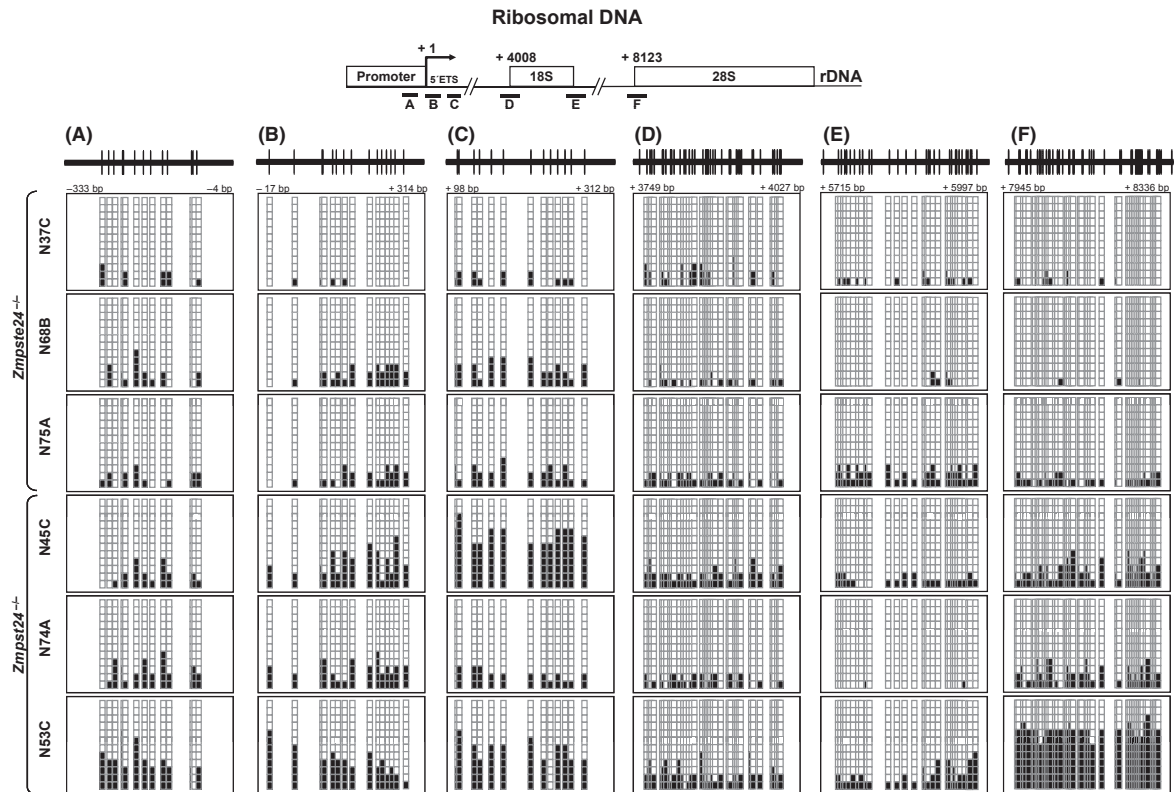 Ribosomal DNA
+ 1
+ 4008
+ 8123
Promoter
5´ETS
18S
28S
rDNA
A
B
C
D
E
F
(A)
(B)
(C)
(D)
(E)
(F)
–333 bp
–4 bp
– 17 bp
+ 314 bp
+ 98 bp
+ 312 bp
+ 3749 bp
+ 4027 bp
+ 5715 bp
+ 5997 bp
+ 7945 bp
+ 8336 bp
Zmpste24–/–
N37C
N68B
N75A
Zmpst24–/–
N45C
N74A
N53C